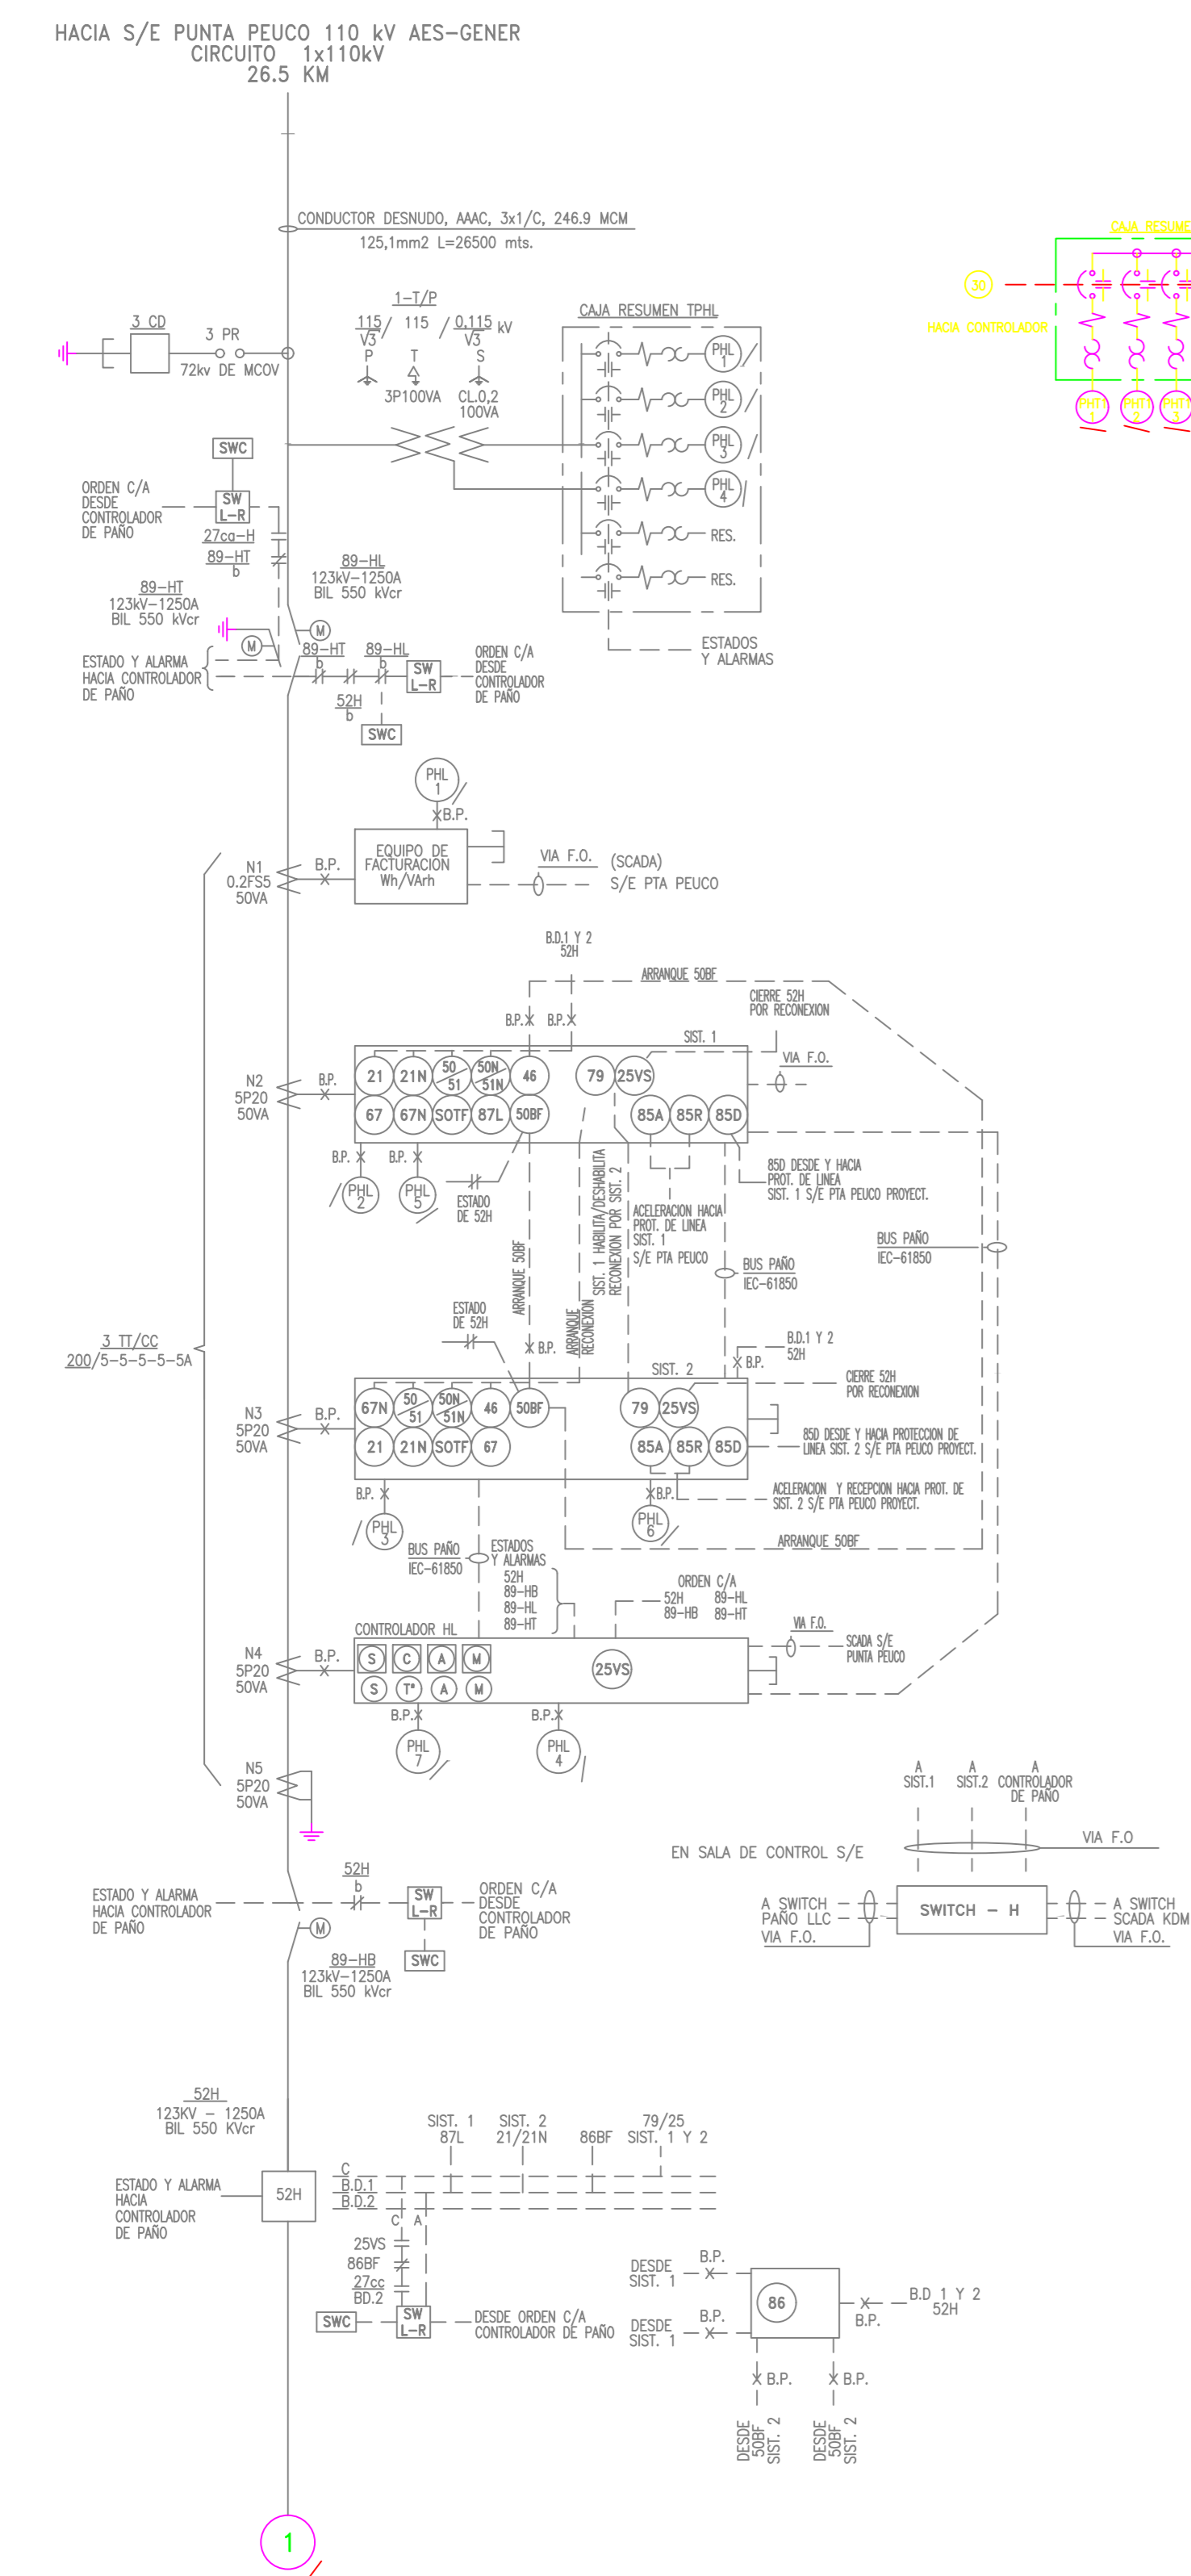 HACIA S/E PUNTA PEUCO 110 kV AES-GENER
CIRCUITO 1x110kV
26.5 KM
CONDUCTOR DESNUDO, AAAC, 3x1/C, 246.9 MCM
125,1mm2 L=26500 mts.
CAJA RESUME
30
HACIA CONTROLADOR
PHT1
1
PHT1
2
PHT1
3
3 CD
3 PR
72kv DE MCOV
1-T/P
115/√3 / 115 / 0,115/√3 kV
P T S
3P100VA
CL.0,2
100VA
CAJA RESUMEN TPHL
PHL
1
PHL
2
PHL
3
PHL
4
RES.
RES.
ESTADOS
Y ALARMAS
SWC
SW
L-R
ORDEN C/A
DESDE
CONTROLADOR
DE PAÑO
27ca-H
89-HT
b
89-HT
123kV-1250A
BIL 550 kVcr
89-HL
123kV-1250A
BIL 550 kVcr
M
M
ESTADO Y ALARMA
HACIA CONTROLADOR
DE PAÑO
89-HT
b
89-HL
b
52H
b
SW
L-R
SWC
ORDEN C/A
DESDE
CONTROLADOR
DE PAÑO
PHL
1
B.P.
N1
0.2FS5
50VA
B.P.
EQUIPO DE
FACTURACION
Wh/VArh
VIA F.O. (SCADA)
S/E PTA PEUCO
B.D.1 Y 2
52H
ARRANQUE 50BF
CIERRE 52H
POR RECONEXION
B.P. B.P.
SIST. 1
VIA F.O.
N2
5P20
50VA
B.P.
21 21N 50/51 50N/51N 46 79 25VS
67 67N SOTF 87L 50BF 85A 85R 85D
B.P. B.P.
PHL
2
PHL
5
ESTADO
DE 52H
ARRANQUE 50BF
SIST. 1 HABILITA/DESHABILITA
RECONEXION POR SIST. 2
ARRANQUE
RECONEXION
ACELERACION HACIA
PROT. DE LINEA
SIST. 1
S/E PTA PEUCO
85D DESDE Y HACIA
PROT. DE LINEA
SIST. 1 S/E PTA PEUCO PROYECT.
BUS PAÑO
IEC-61850
BUS PAÑO
IEC-61850
3 TT/CC
200/5-5-5-5-5A
ESTADO
DE 52H
B.P.
SIST. 2
B.D.1 Y 2
52H
B.P.
CIERRE 52H
POR RECONEXION
N3
5P20
50VA
B.P.
67N 50/51 50N/51N 46 50BF 79 25VS
21 21N SOTF 67 85A 85R 85D
85D DESDE Y HACIA PROTECCION DE
LINEA SIST. 2 S/E PTA PEUCO PROYECT.
ACELERACION Y RECEPCION HACIA PROT. DE
SIST. 2 S/E PTA PEUCO PROYECT.
B.P.
PHL
3
B.P.
PHL
6
ARRANQUE 50BF
BUS PAÑO
IEC-61850
ESTADOS
Y ALARMAS
52H
89-HB
89-HL
89-HT
ORDEN C/A
52H 89-HL
89-HB 89-HT
CONTROLADOR HL
VIA F.O.
SCADA S/E
PUNTA PEUCO
N4
5P20
50VA
B.P.
S C A M
S Tª A M
25VS
B.P.
PHL
7
B.P.
PHL
4
N5
5P20
50VA
A
SIST.1
A
SIST.2
A
CONTROLADOR
DE PAÑO
EN SALA DE CONTROL S/E
VIA F.O
A SWITCH
PAÑO LLC
VIA F.O.
SWITCH - H
A SWITCH
SCADA KDM
VIA F.O.
ESTADO Y ALARMA
HACIA CONTROLADOR
DE PAÑO
52H
b
SW
L-R
SWC
ORDEN C/A
DESDE
CONTROLADOR
DE PAÑO
M
89-HB
123kV-1250A
BIL 550 kVcr
52H
123KV - 1250A
BIL 550 KVcr
ESTADO Y ALARMA
HACIA
CONTROLADOR
DE PAÑO
52H
SIST. 1
87L
SIST. 2
21/21N
86BF
79/25
SIST. 1 Y 2
C
B.D.1
B.D.2
C A
25VS
86BF
27cc
BD.2
SWC
SW
L-R
DESDE ORDEN C/A
CONTROLADOR DE PAÑO
DESDE
SIST. 1
B.P.
DESDE
SIST. 1
B.P.
86
B.P.
B.D 1 Y 2
52H
B.P.
B.P.
DESDE
50BF
SIST. 2
DESDE
50BF
SIST. 2
1